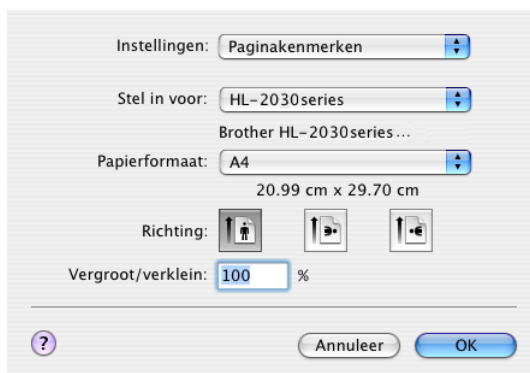 Instellingen: Paginakenmerken
Stel in voor: HL-2030series
Brother HL-2030series...
Papierformaat: A4
20.99 cm x 29.70 cm
Richting:
Vergroot/verklein: 100 %
? Annuleer OK